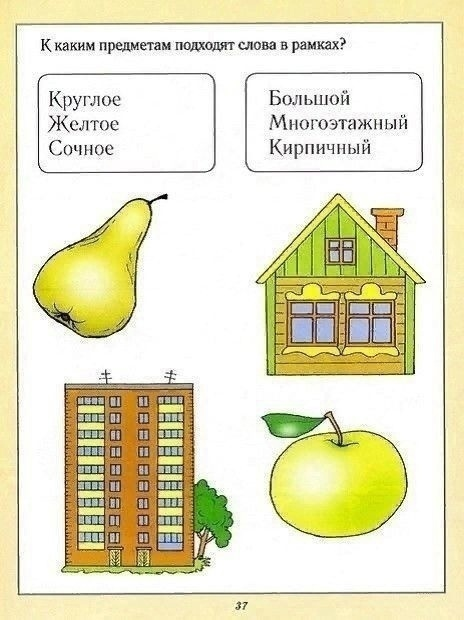 К каким предметам подходят слова в рамках?
Круглое
Желтое
Сочное
Большой
Многоэтажный
Кирпичный
37